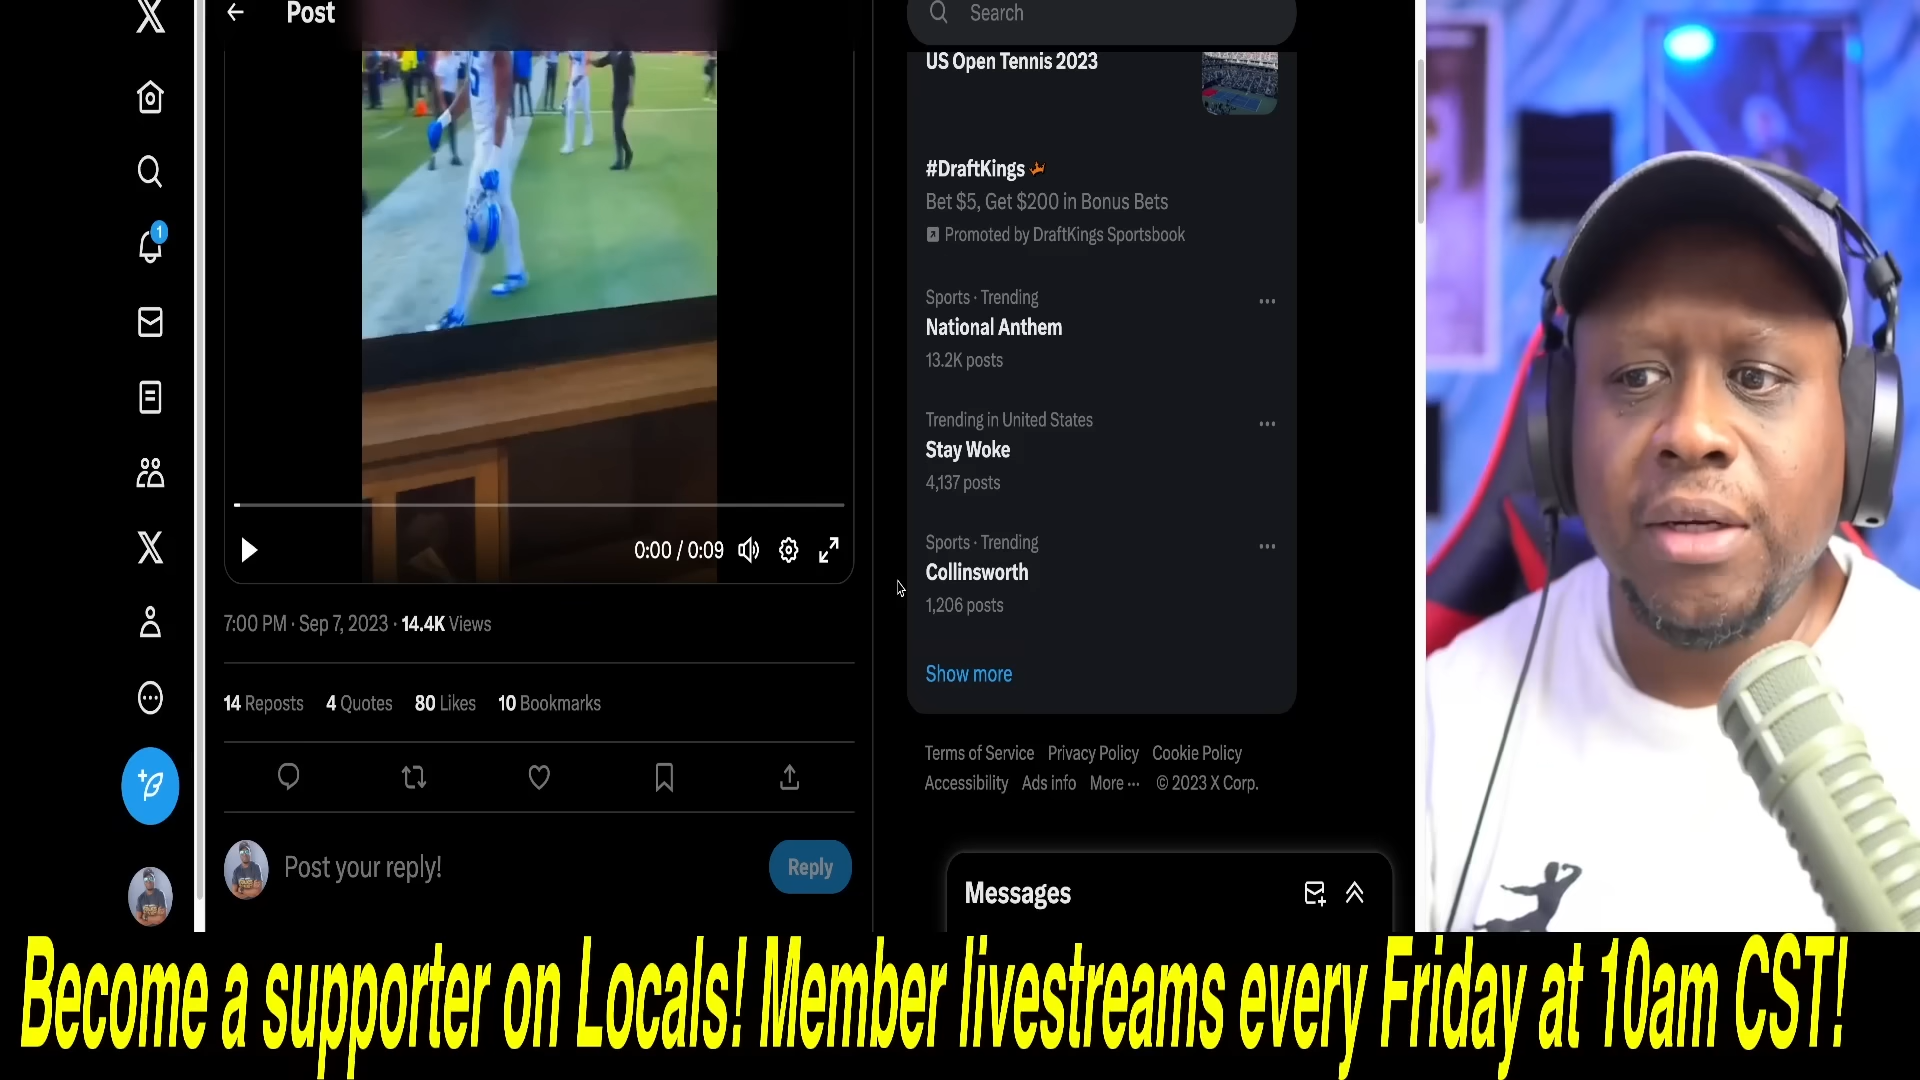 Post
0:00 / 0:09
7:00 PM · Sep 7, 2023 · 14.4K Views
14 Reposts 4 Quotes 80 Likes 10 Bookmarks
Post your reply!
Reply
1
Search
US Open Tennis 2023
#DraftKings
Bet $5, Get $200 in Bonus Bets
Promoted by DraftKings Sportsbook
Sports · Trending
National Anthem
13.2K posts
Trending in United States
Stay Woke
4,137 posts
Sports · Trending
Collinsworth
1,206 posts
Show more
Terms of Service Privacy Policy Cookie Policy
Accessibility Ads info More ··· © 2023 X Corp.
Messages
Become a supporter on Locals! Member livestreams every Friday at 10am CST!